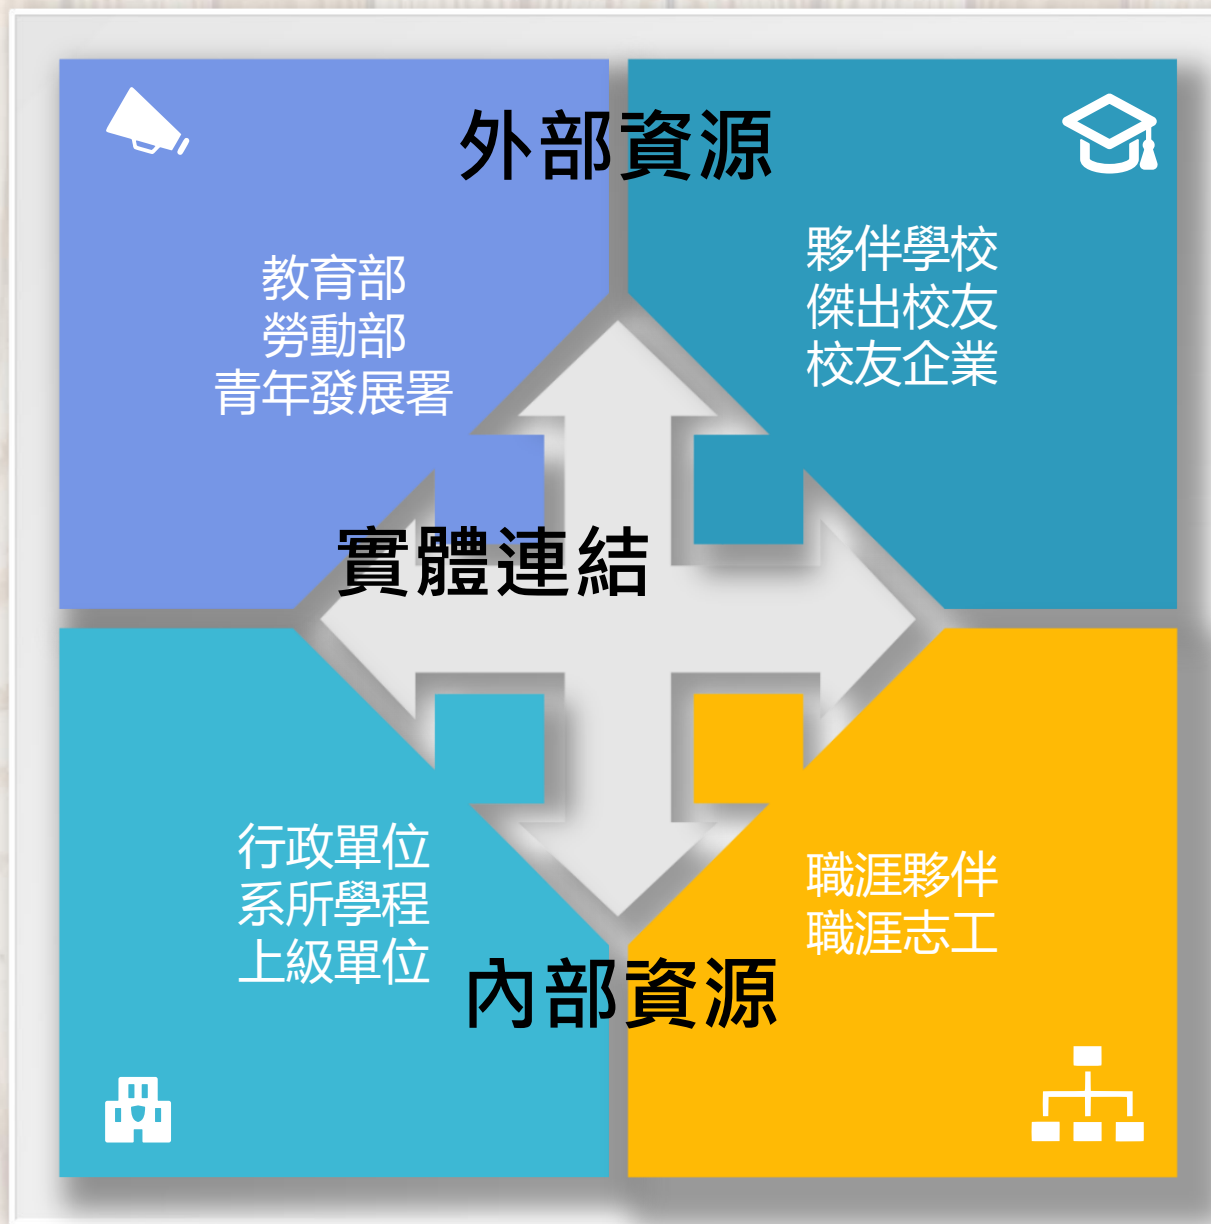 外部資源
教育部
勞動部
青年發展署
夥伴學校
傑出校友
校友企業
實體連結
行政單位
系所學程
上級單位
職涯夥伴
職涯志工
內部資源